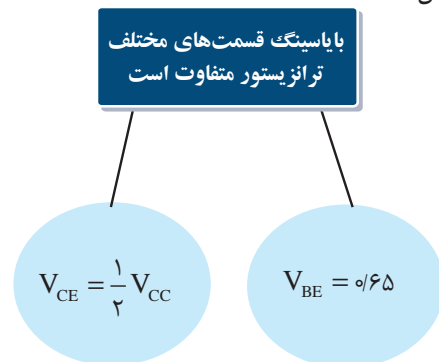 بایاسینگ قسمت‌های مختلف
ترانزیستور متفاوت است
V_BE = ۰/۶۵
V_CE = ۱/۲ V_CC